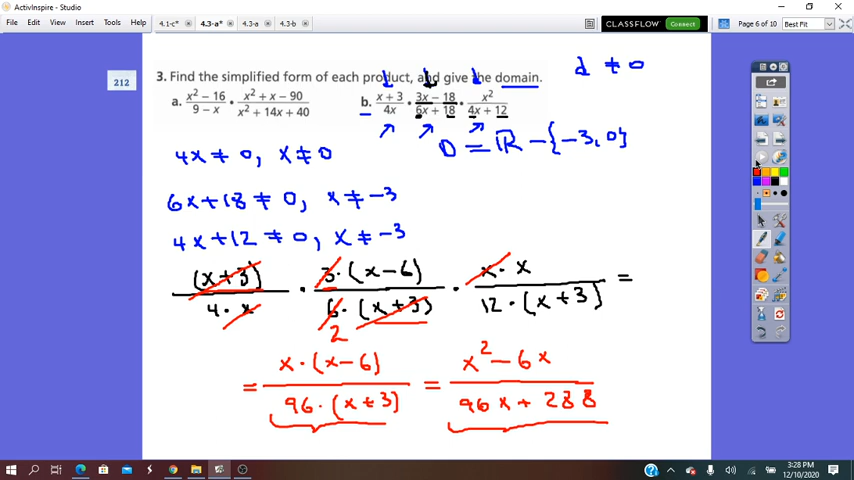 ActivInspire - Studio
File Edit View Insert Tools Help
4.1-c* 4.3-a* 4.3-a 4.3-b
CLASSFLOW Connect
Page 6 of 10 Best Fit
212
3. Find the simplified form of each product, and give the domain.
d ≠ 0
a. (x² − 16)/(9 − x) · (x² + x − 90)/(x² + 14x + 40)
b. (x + 3)/(4x) · (3x − 18)/(6x + 18) · x²/(4x + 12)
D = ℝ − {−3, 0}
4x ≠ 0, x ≠ 0
6x+18 ≠ 0, x ≠ −3
4x+12 ≠ 0, x ≠ −3
(x+3)/(4 · x) · (3 · (x−6))/(6 · (x+3)) · (x · x)/(12 · (x+3)) =
2
= (x · (x−6))/(96 · (x+3)) = (x² − 6x)/(96x + 288)
3:28 PM
12/10/2020